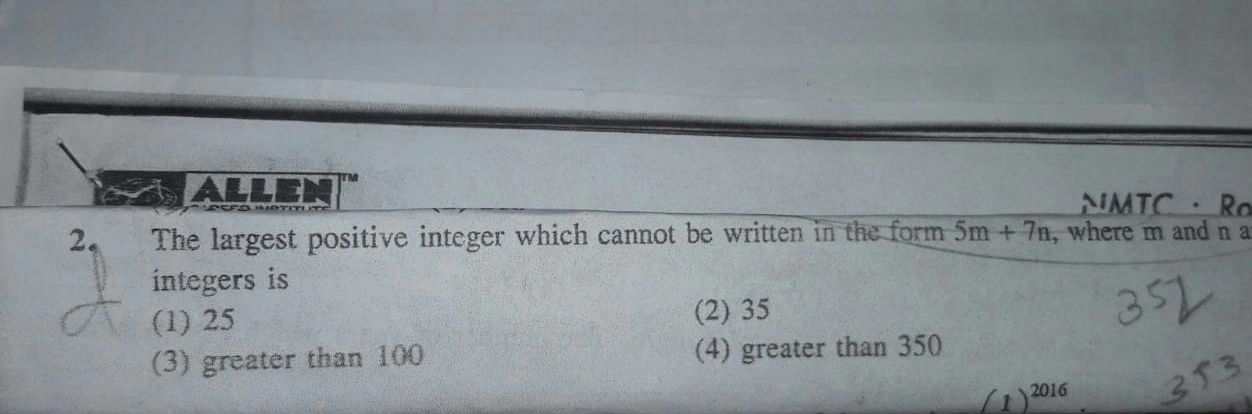 ALLEN™
NMTC · Ro
2. The largest positive integer which cannot be written in the form 5m + 7n, where m and n a
integers is
(1) 25 (2) 35
352
(3) greater than 100 (4) greater than 350
353
(1)2016